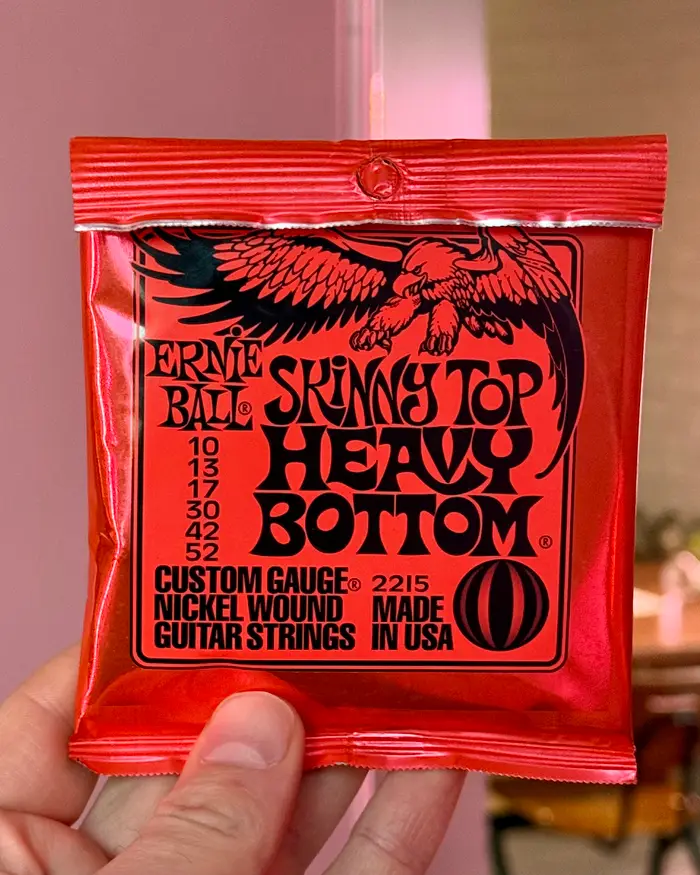 ERNIE
BALL®
SKINNY TOP
HEAVY
BOTTOM®
10
13
17
30
42
52
CUSTOM GAUGE®
NICKEL WOUND
GUITAR STRINGS
2215
MADE
IN USA